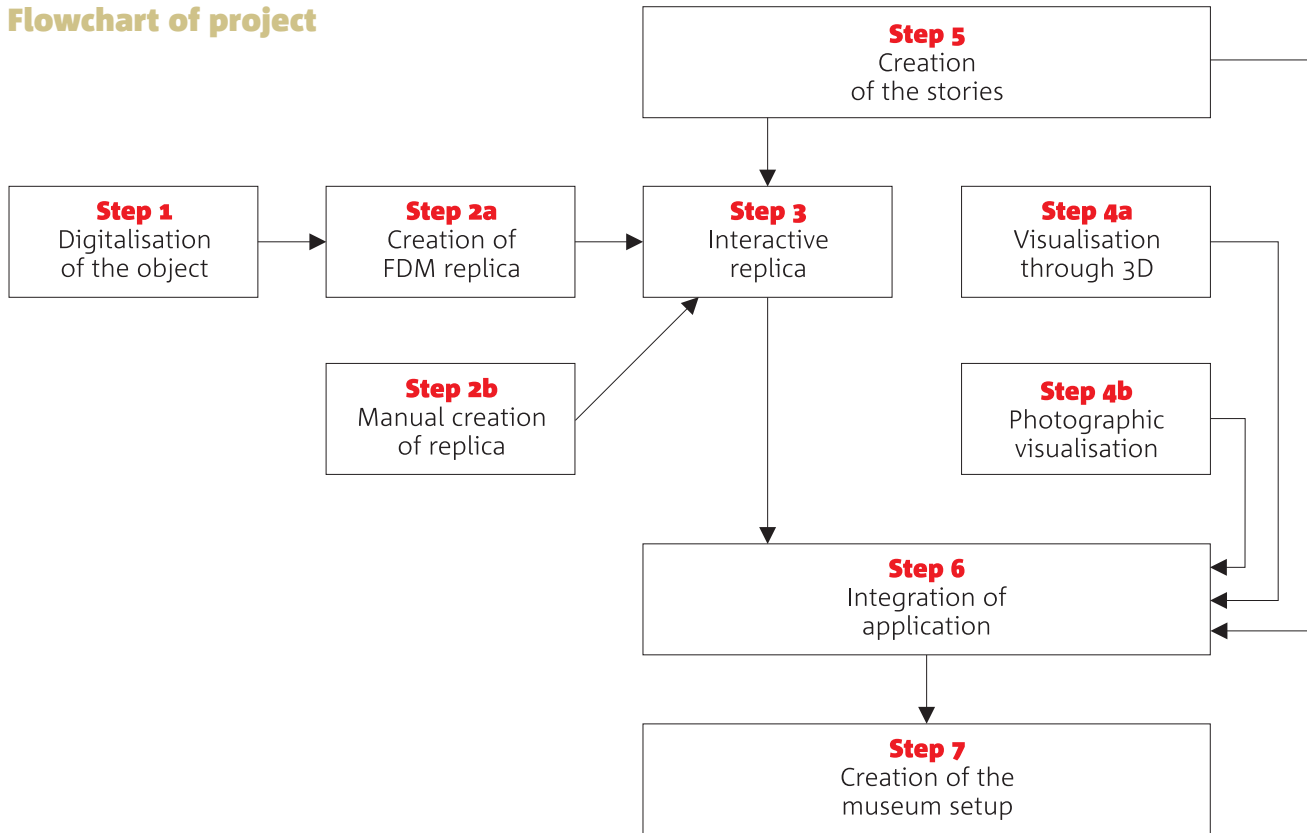 Flowchart of project
Step 5
Creation
of the stories
Step 1
Digitalisation
of the object
Step 2a
Creation of
FDM replica
Step 3
Interactive
replica
Step 4a
Visualisation
through 3D
Step 2b
Manual creation
of replica
Step 4b
Photographic
visualisation
Step 6
Integration of
application
Step 7
Creation of the
museum setup